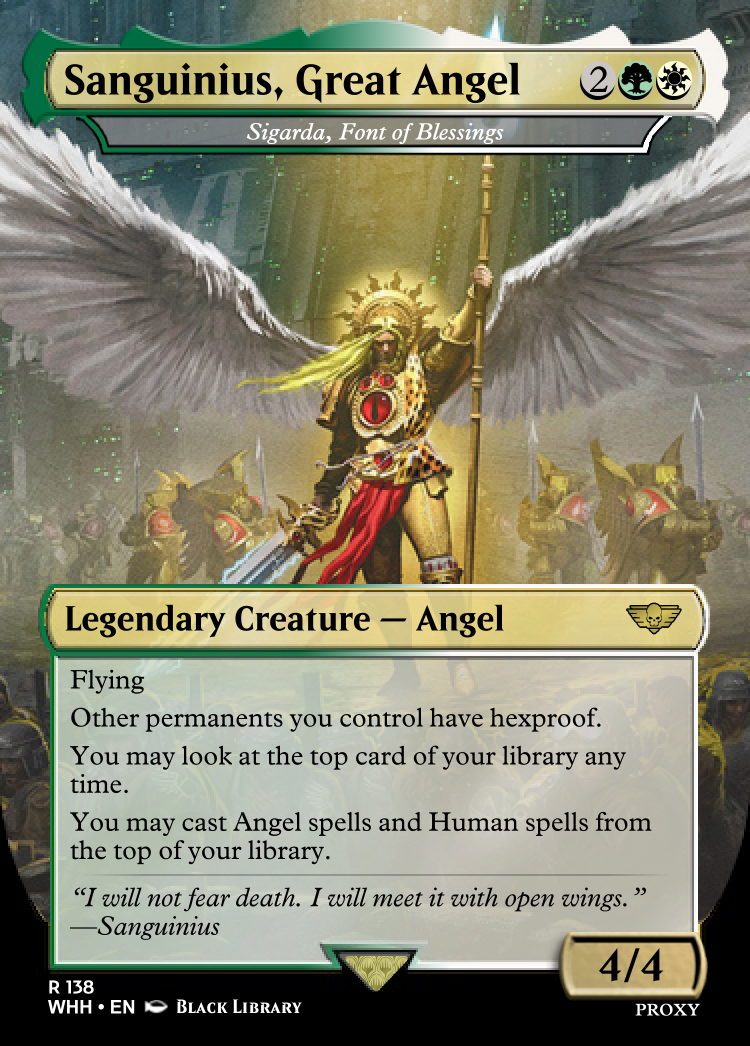 Sanguinius, Great Angel 2
Sigarda, Font of Blessings
Legendary Creature — Angel
Flying
Other permanents you control have hexproof.
You may look at the top card of your library any
time.
You may cast Angel spells and Human spells from
the top of your library.
“I will not fear death. I will meet it with open wings.”
—Sanguinius
4/4
R 138
WHH • EN Black Library
PROXY